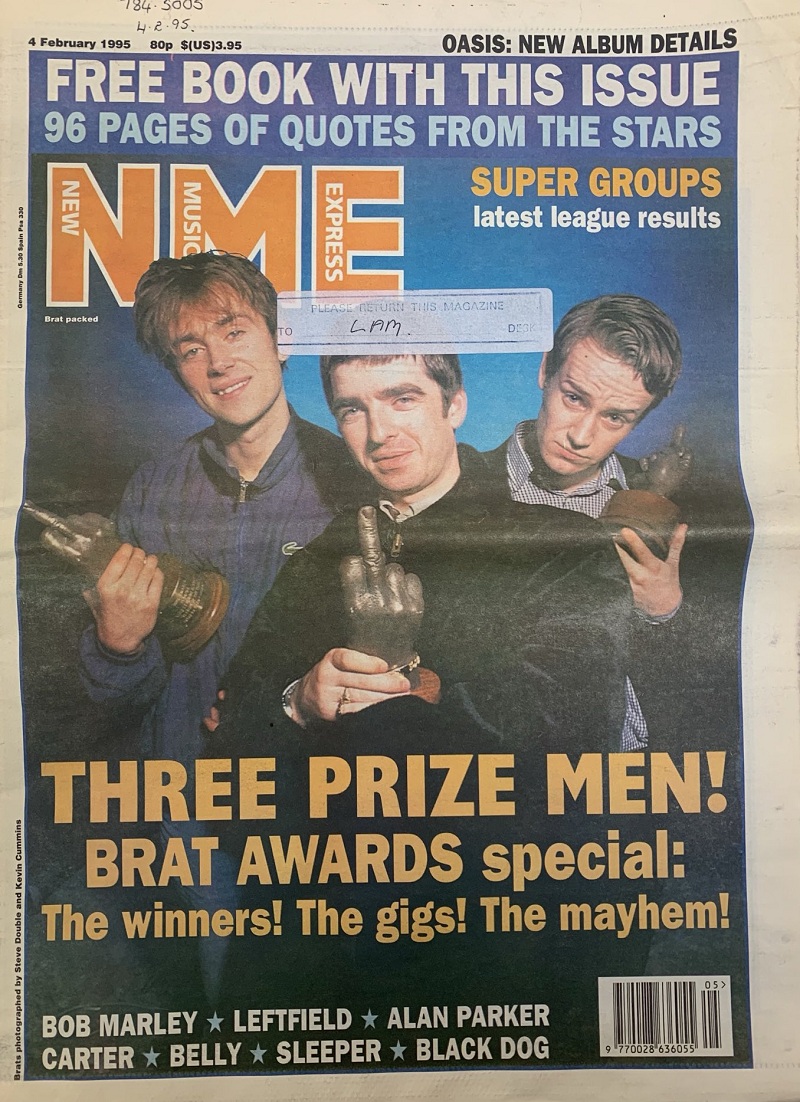 784.5005
4.2.95.
4 February 1995 80p $(US)3.95
OASIS: NEW ALBUM DETAILS
FREE BOOK WITH THIS ISSUE
96 PAGES OF QUOTES FROM THE STARS
NME
NEW
MUSIC
EXPRESS
SUPER GROUPS
latest league results
Germany Dm 5.30 Spain Psa 330
Brat packed
PLEASE RETURN THIS MAGAZINE
TO LAM. DESK
THREE PRIZE MEN!
BRAT AWARDS special:
The winners! The gigs! The mayhem!
Brats photographed by Steve Double and Kevin Cummins
BOB MARLEY ★ LEFTFIELD ★ ALAN PARKER
CARTER ★ BELLY ★ SLEEPER ★ BLACK DOG
05>
9 770028 636055